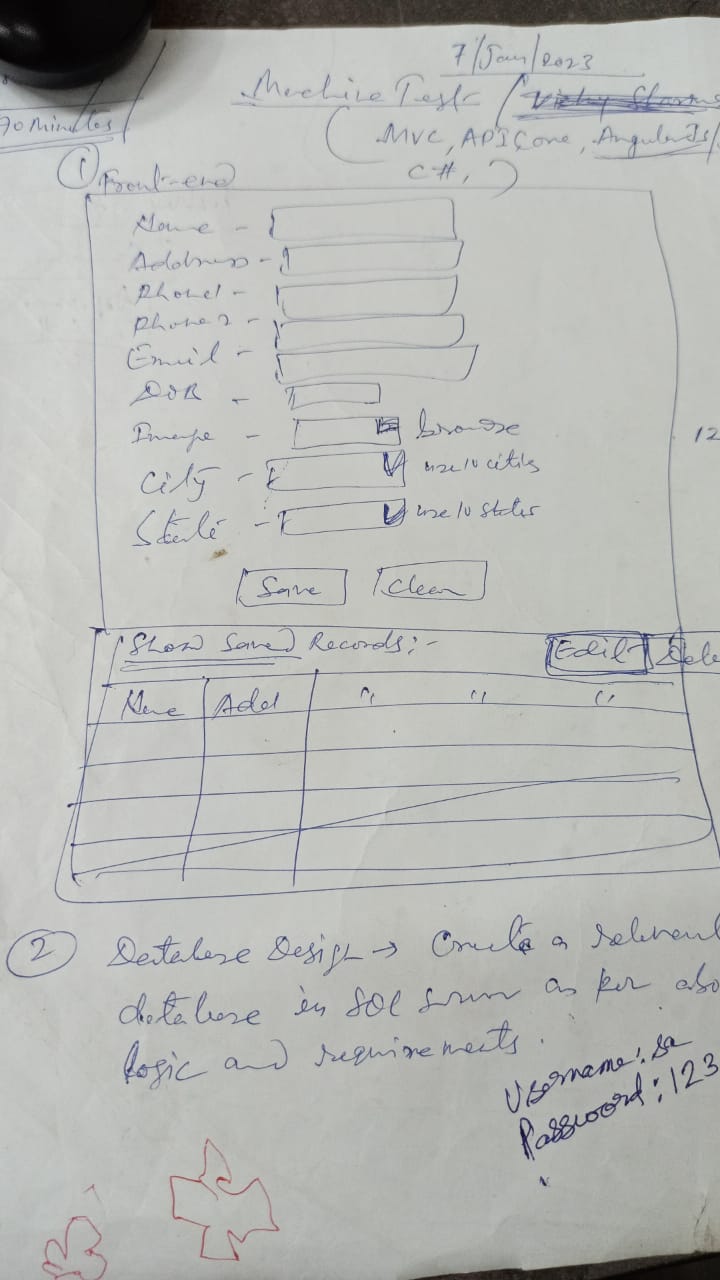 7/Jan/2023
Machine Test
70 Minutes
(MVC, API Core, AngularJs/
C#, )
① Front-end
Name -
Address -
Phone1 -
Phone2 -
Email -
DOB -
Image - browse
12
City - use 10 cities
State - use 10 states
Save Clear
Show Saved Records:- Edit Dele
Name Add " " "
② Database Design → Create a relevant
database in SQL server as per abo
logic and requirements.
Username: sa
Password: 123